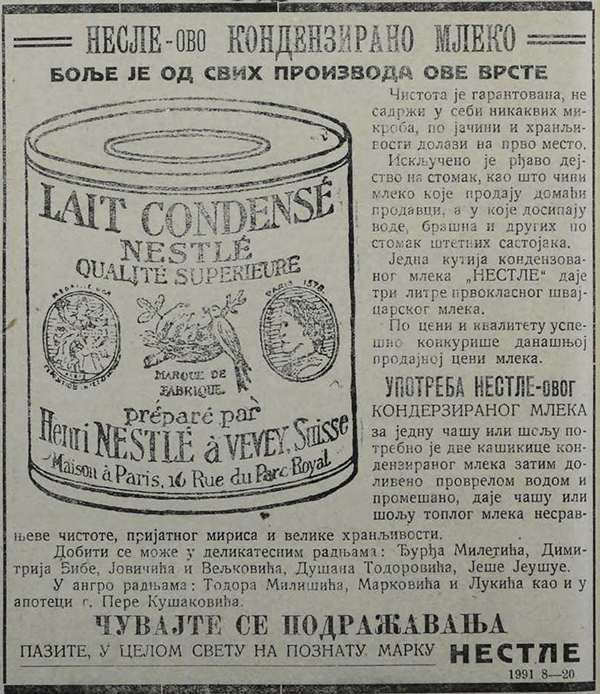 НЕСЛЕ-ОВО КОНДЕНЗИРАНО МЛЕКО
БОЉЕ ЈЕ ОД СВИХ ПРОИЗВОДА ОВЕ ВРСТЕ
Чистота је гарантована, не
садржи у себи никаквих ми-
кроба, по јачини и хранљи-
вости долази на прво место.
Искључено је рђаво деј-
ство на стомак, као што чини
млеко које продају домаћи
продавци, а у које досипају
воде, брашна и других по
стомак штетних састојака.
Једна кутија кондензова-
ног млека „НЕСТЛЕ“ даје
три литре првокласног швај-
царског млека.
По цени и квалитету успе-
шно конкурише данашњој
продајној цени млека.
LAIT CONDENSÉ
NESTLÉ
QUALITÉ SUPERIEURE
PARIS 1878.
MARQUE DE
FABRIQUE.
préparé par
Henri NESTLÉ à VEVEY, Suisse
Maison à Paris, 16 Rue du Parc Royal
УПОТРЕБА НЕСТЛЕ-ОВОГ
КОНДЕРЗИРАНОГ МЛЕКА
за једну чашу или шољу по-
требно је две кашикице кон-
дензираног млека затим до-
ливено провреlом водом и
промешано, даје чашу или
шољу топлог млека несрав-
њеве чистоте, пријатног мириса и велике хранљивости.
Добити се може у деликатесним радњама: Ђурђа Милетића, Дими-
трија Бибе, Јовичића и Вељковића, Душана Тодоровића, Јеше Јеушуе.
У ангро радњама: Тодора Милишића, Марковића и Лукића као и у
апотеци г. Пере Кушаковића.
ЧУВАЈТЕ СЕ ПОДРАЖАВАЊА
ПАЗИТЕ, У ЦЕЛОМ СВЕТУ НА ПОЗНАТУ МАРКУ НЕСТЛЕ
1991 8—20